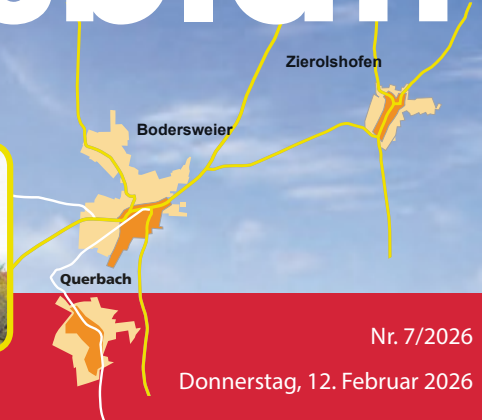 Zierolshofen
Bodersweier
Querbach
Nr. 7/2026
Donnerstag, 12. Februar 2026